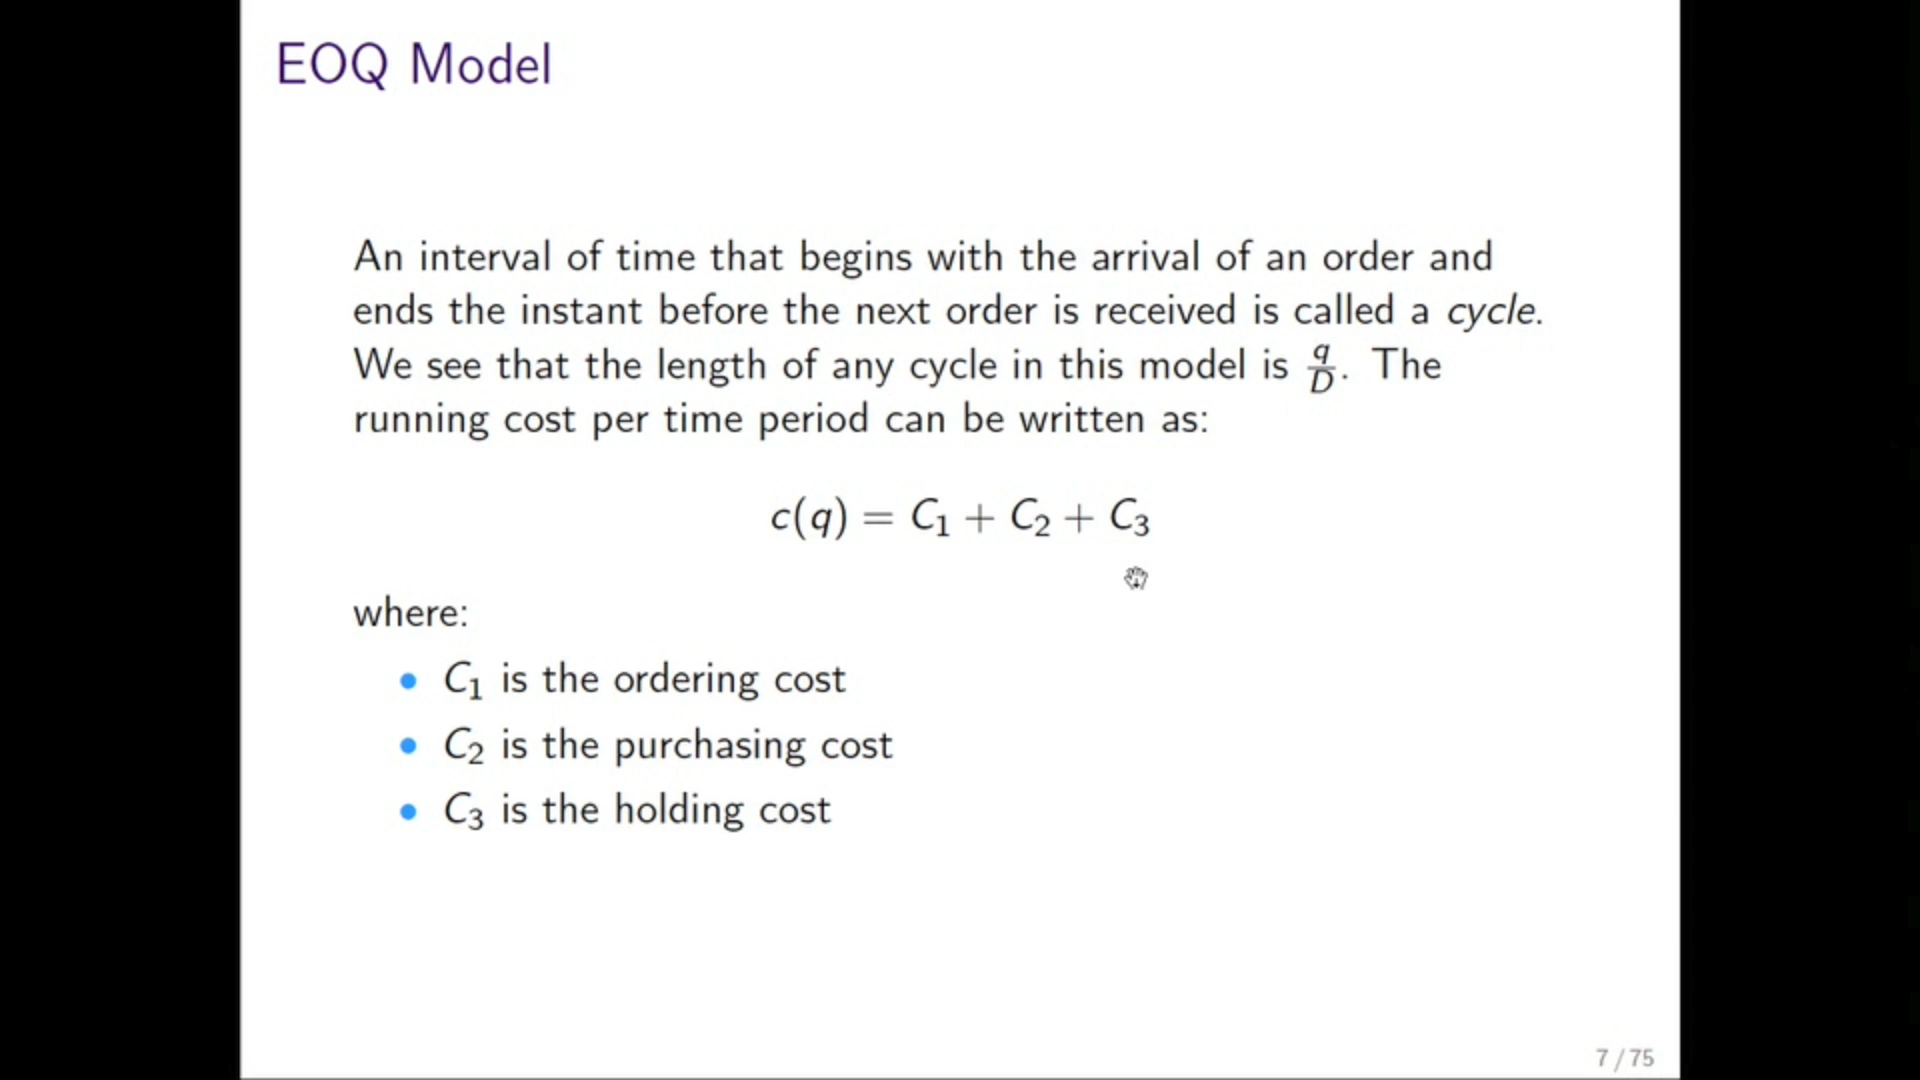 EOQ Model
An interval of time that begins with the arrival of an order and
ends the instant before the next order is received is called a cycle.
We see that the length of any cycle in this model is q/D. The
running cost per time period can be written as:
c(q) = C₁ + C₂ + C₃
where:
• C₁ is the ordering cost
• C₂ is the purchasing cost
• C₃ is the holding cost
7 / 75